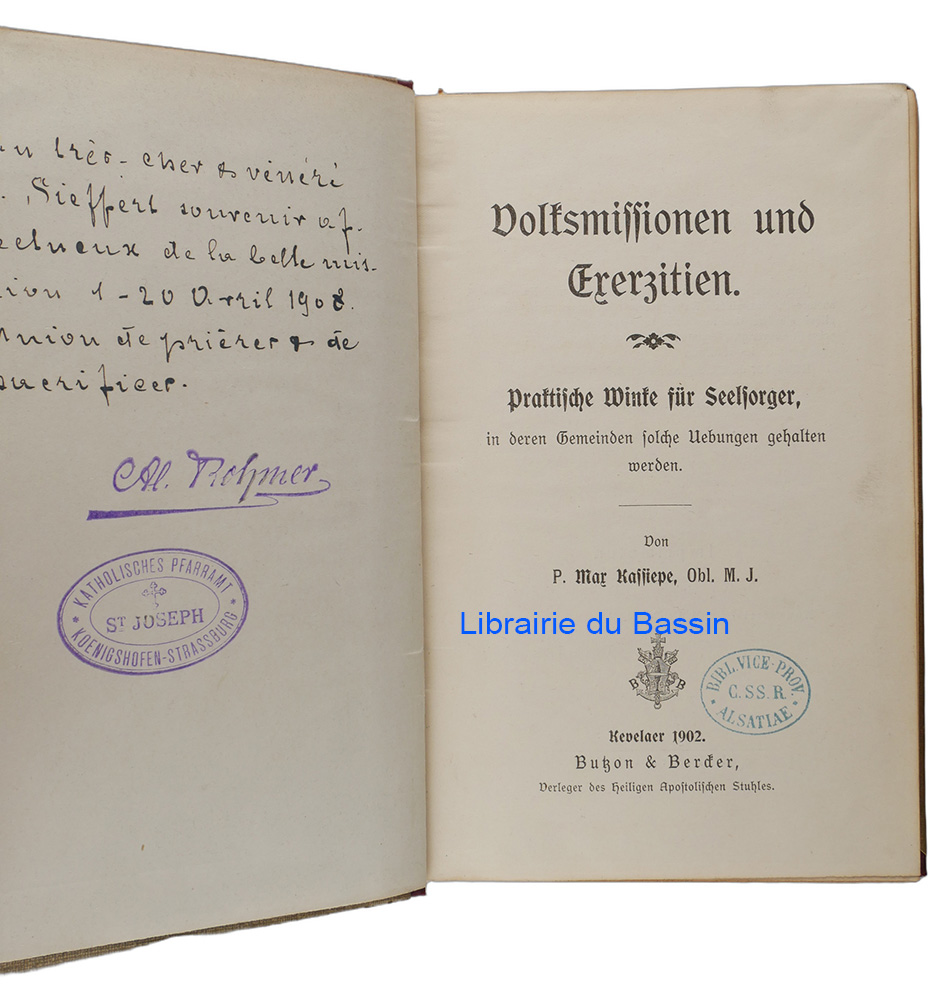 très-cher & vénéré
Sieffert souvenir af-
de la belle mis-
1-20 Avril 1908.
de prières & de
Al. Rohmer
KATHOLISCHES PFARRAMT
ST JOSEPH
KOENIGSHOFEN-STRASSBURG
Volksmissionen und
Exerzitien.
Praktische Winke für Seelsorger,
in deren Gemeinden solche Uebungen gehalten
werden.
Von
P. Max Kassiepe, Obl. M. J.
Librairie du Bassin
B B
BIBL. VICE-PROV.
C. SS. R
ALSATIAE
Kevelaer 1902.
Butzon & Bercker,
Verleger des Heiligen Apostolischen Stuhles.